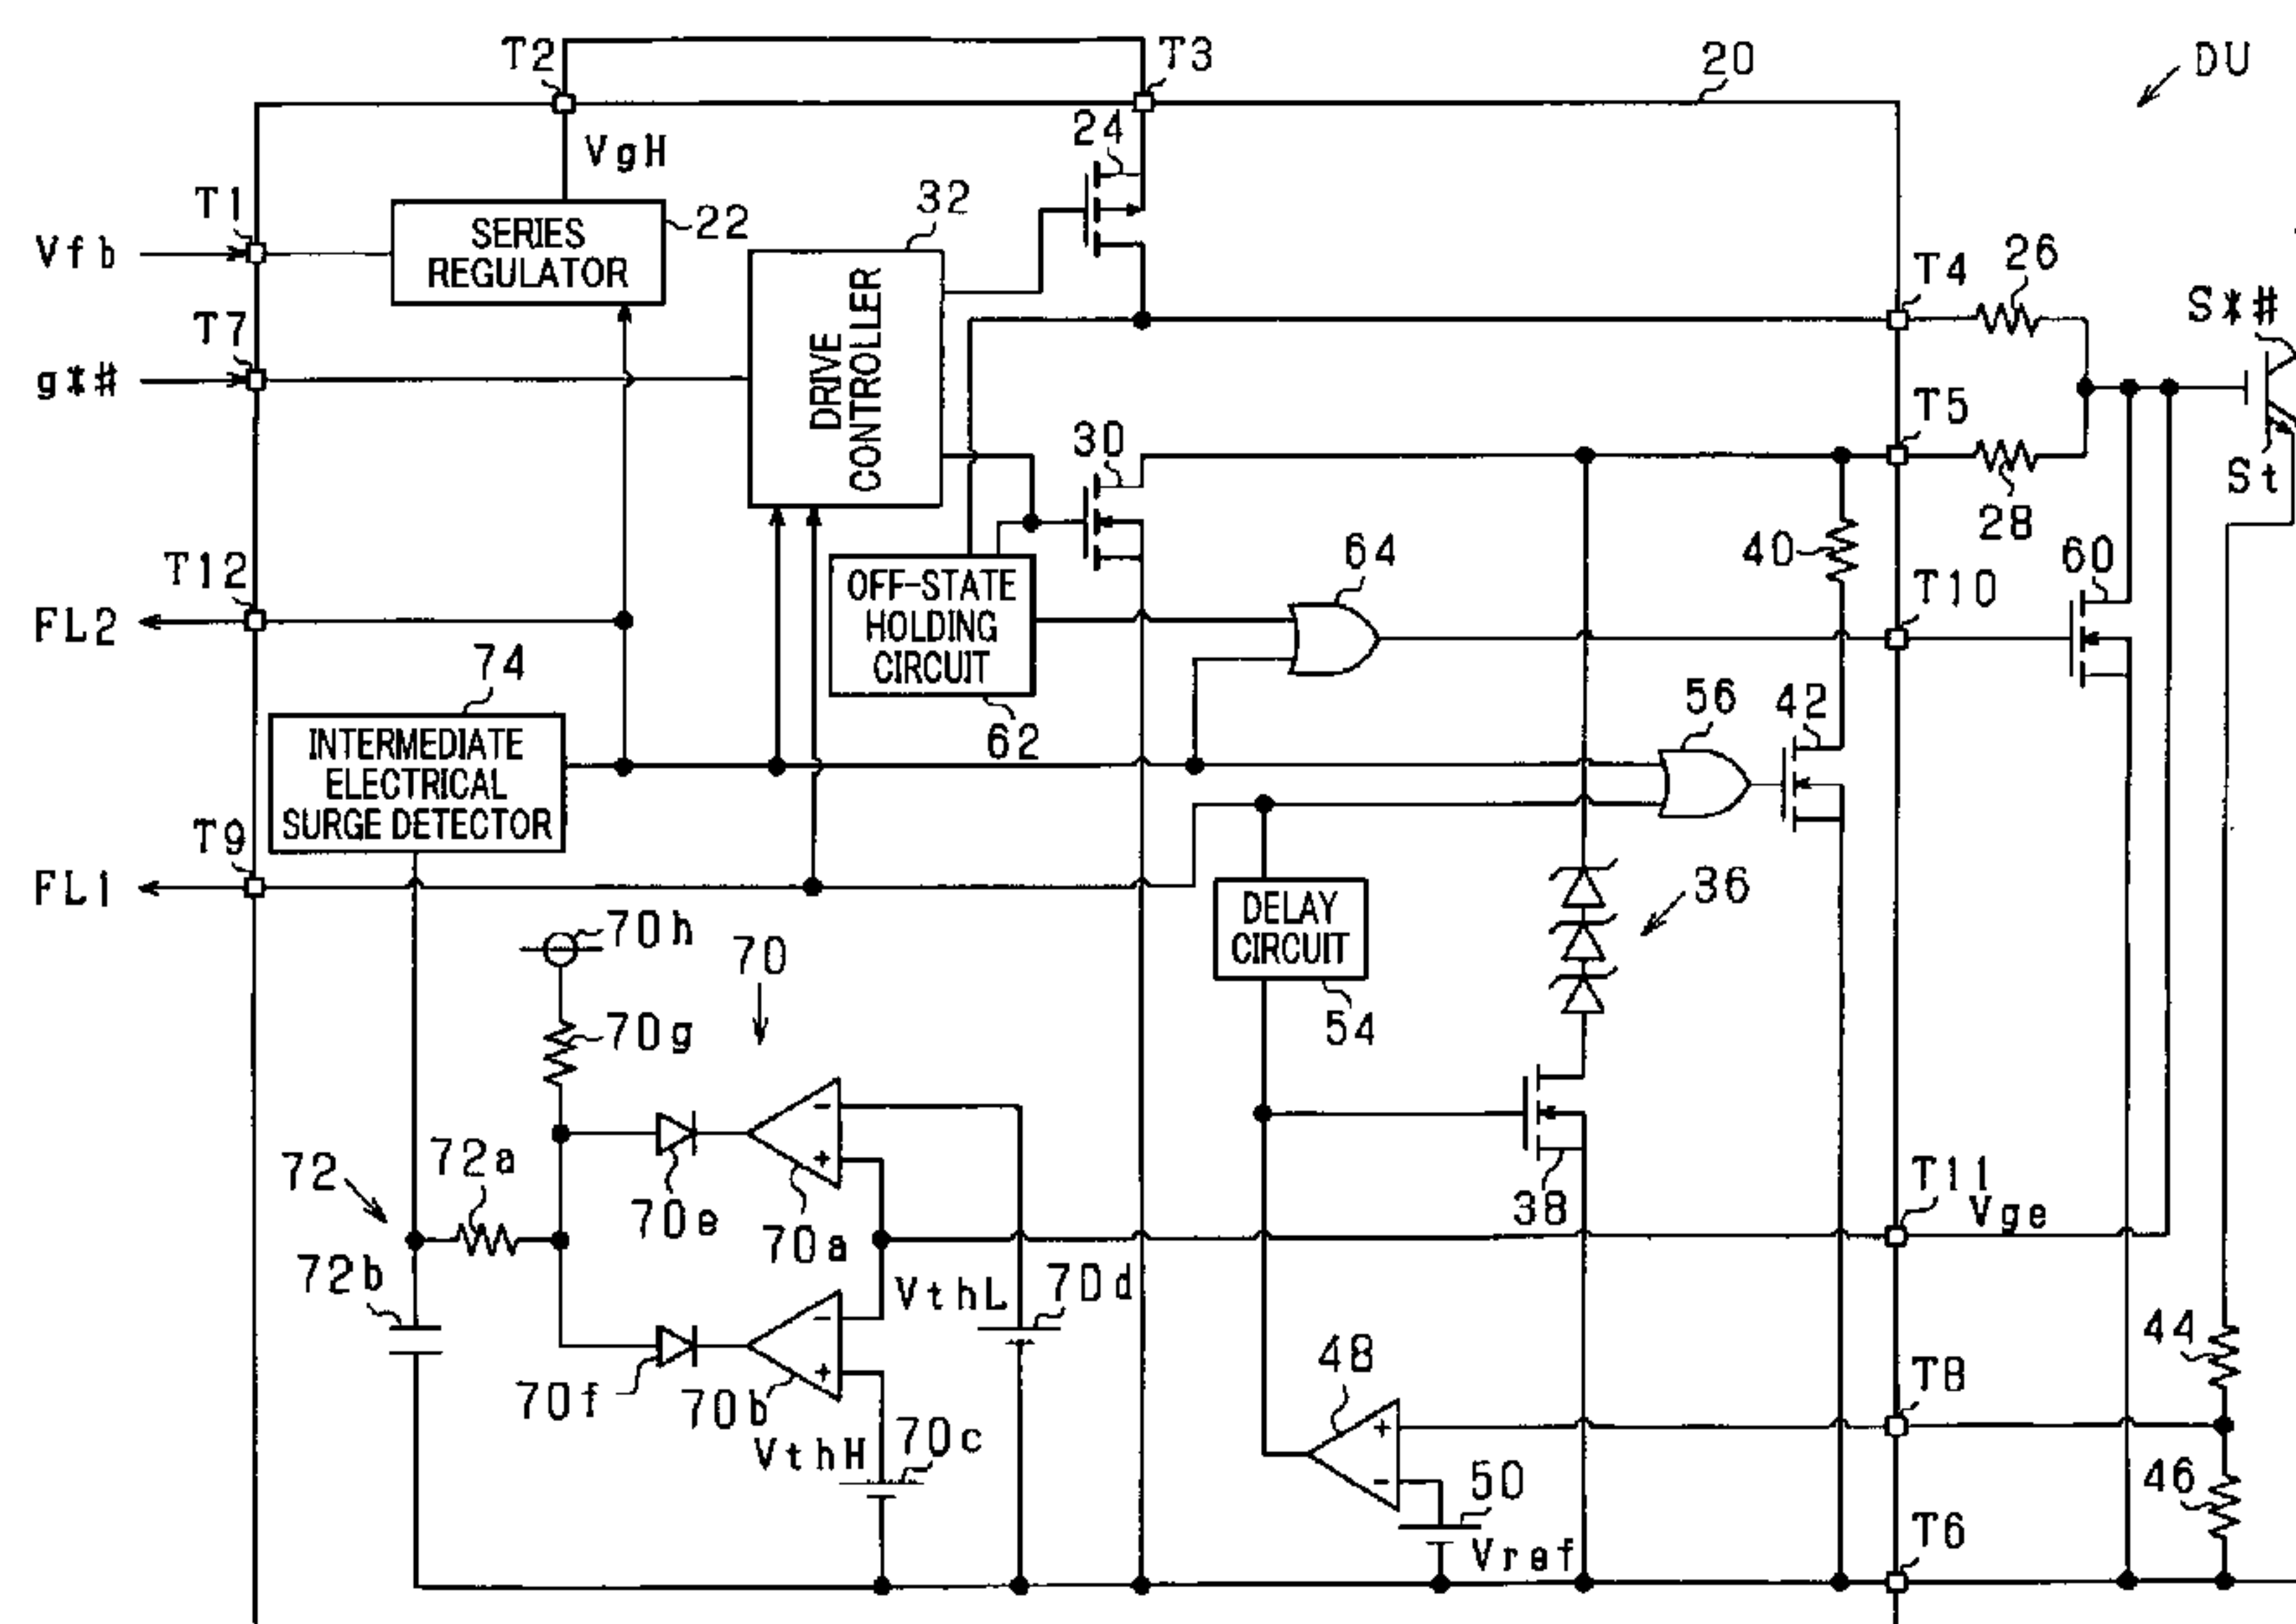 T2
T3
20
DU
VgH
24
T1
32
Vfb
SERIES
REGULATOR
22
T4
26
S*#
T7
DRIVE
CONTROLLER
g*#
30
T5
St
28
T12
64
40
60
T10
OFF-STATE
HOLDING
CIRCUIT
FL2
74
56
42
62
INTERMEDIATE
ELECTRICAL
SURGE DETECTOR
T9
FL1
36
DELAY
CIRCUIT
70h
70
70g
54
72
72a
T11
70e
70a
38
Vge
72b
VthL
70d
44
48
T8
70f
70b
70c
VthH
50
46
Vref
T6